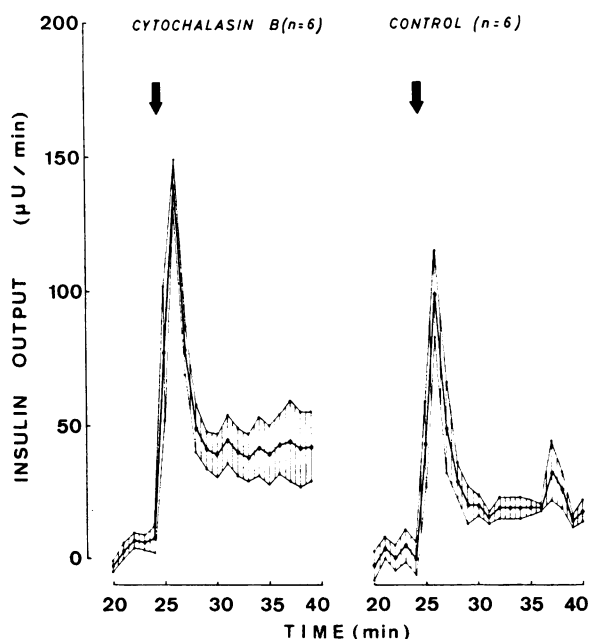 CYTOCHALASIN B (n=6)
CONTROL (n=6)
INSULIN OUTPUT (μU / min)
200
150
100
50
0
20 25 30 35 40
20 25 30 35 40
TIME (min)